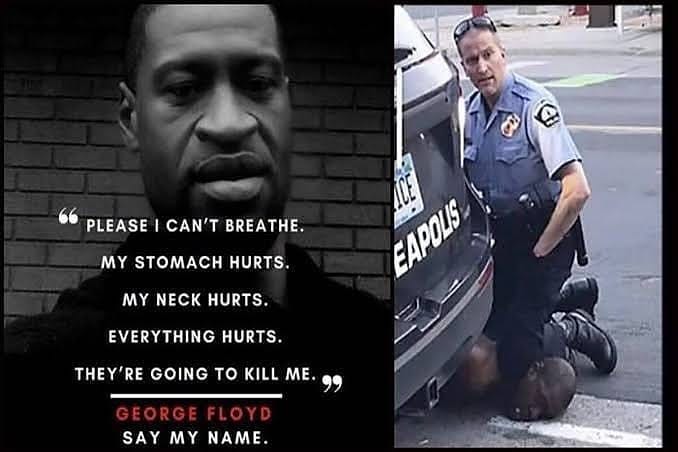 “ PLEASE I CAN'T BREATHE.
MY STOMACH HURTS.
MY NECK HURTS.
EVERYTHING HURTS.
THEY'RE GOING TO KILL ME. ”
GEORGE FLOYD
SAY MY NAME.
ICE
EAPOLIS